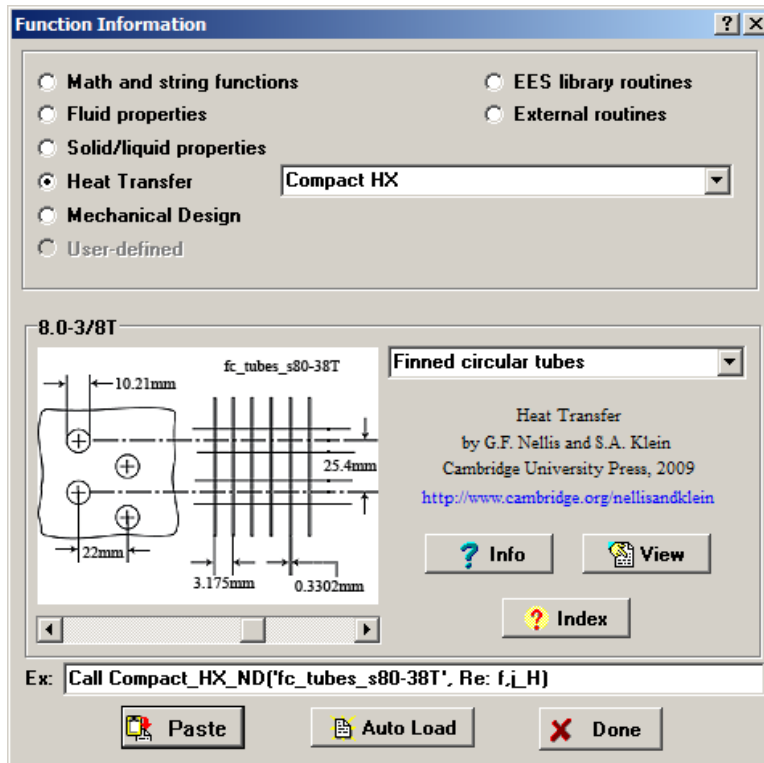 Function Information
Math and string functions
EES library routines
Fluid properties
External routines
Solid/liquid properties
Heat Transfer
Compact HX
Mechanical Design
User-defined
8.0-3/8T
fc_tubes_s80-38T
10.21mm
25.4mm
22mm
3.175mm
0.3302mm
Finned circular tubes
Heat Transfer
by G.F. Nellis and S.A. Klein
Cambridge University Press, 2009
http://www.cambridge.org/nellisandklein
? Info
View
? Index
Ex: Call Compact_HX_ND('fc_tubes_s80-38T', Re: f,j_H)
Paste
Auto Load
Done